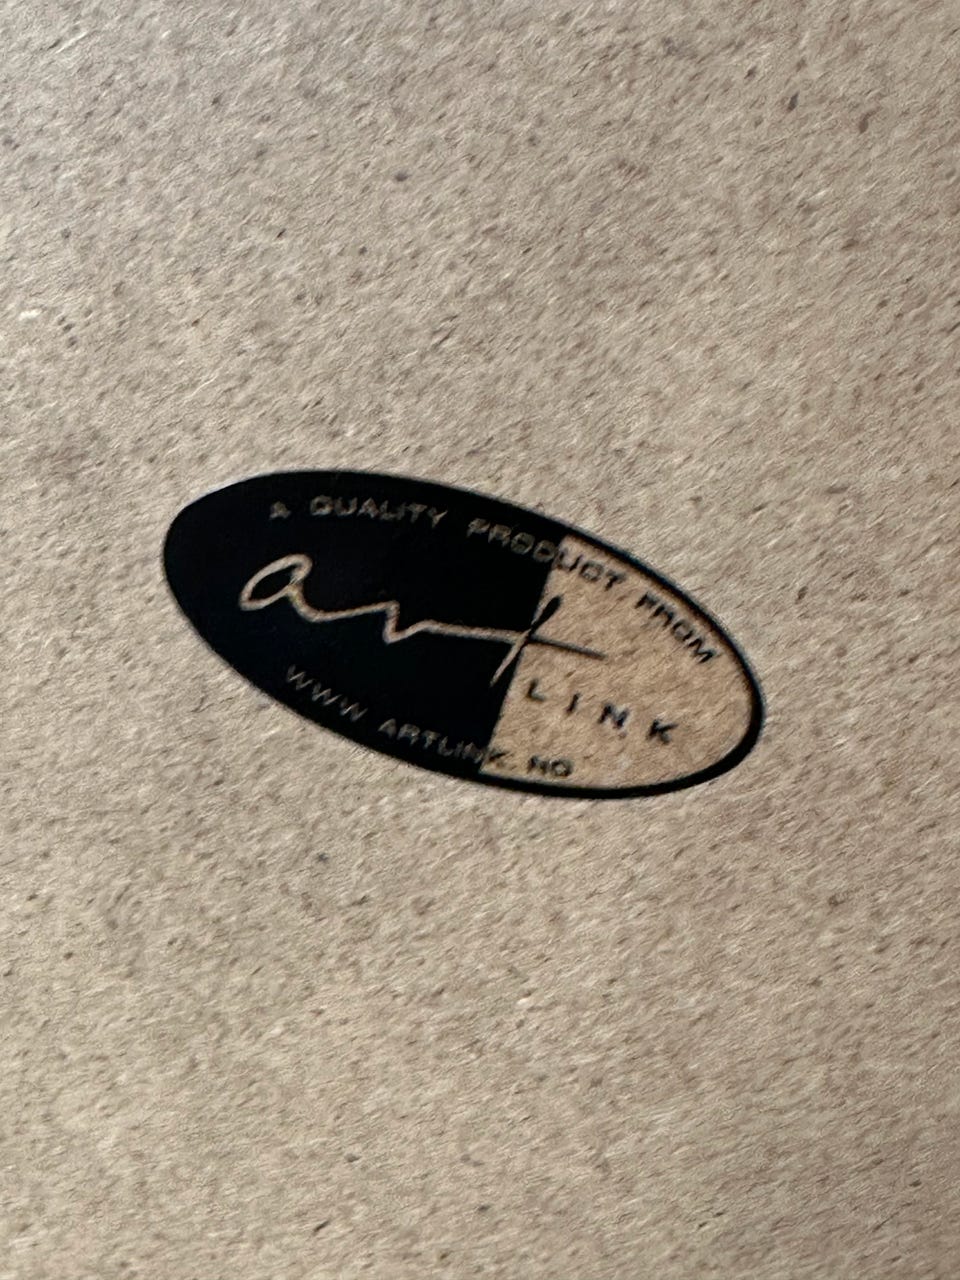 A QUALITY PRODUCT FROM
art
LINK
WWW.ARTLINK.NO